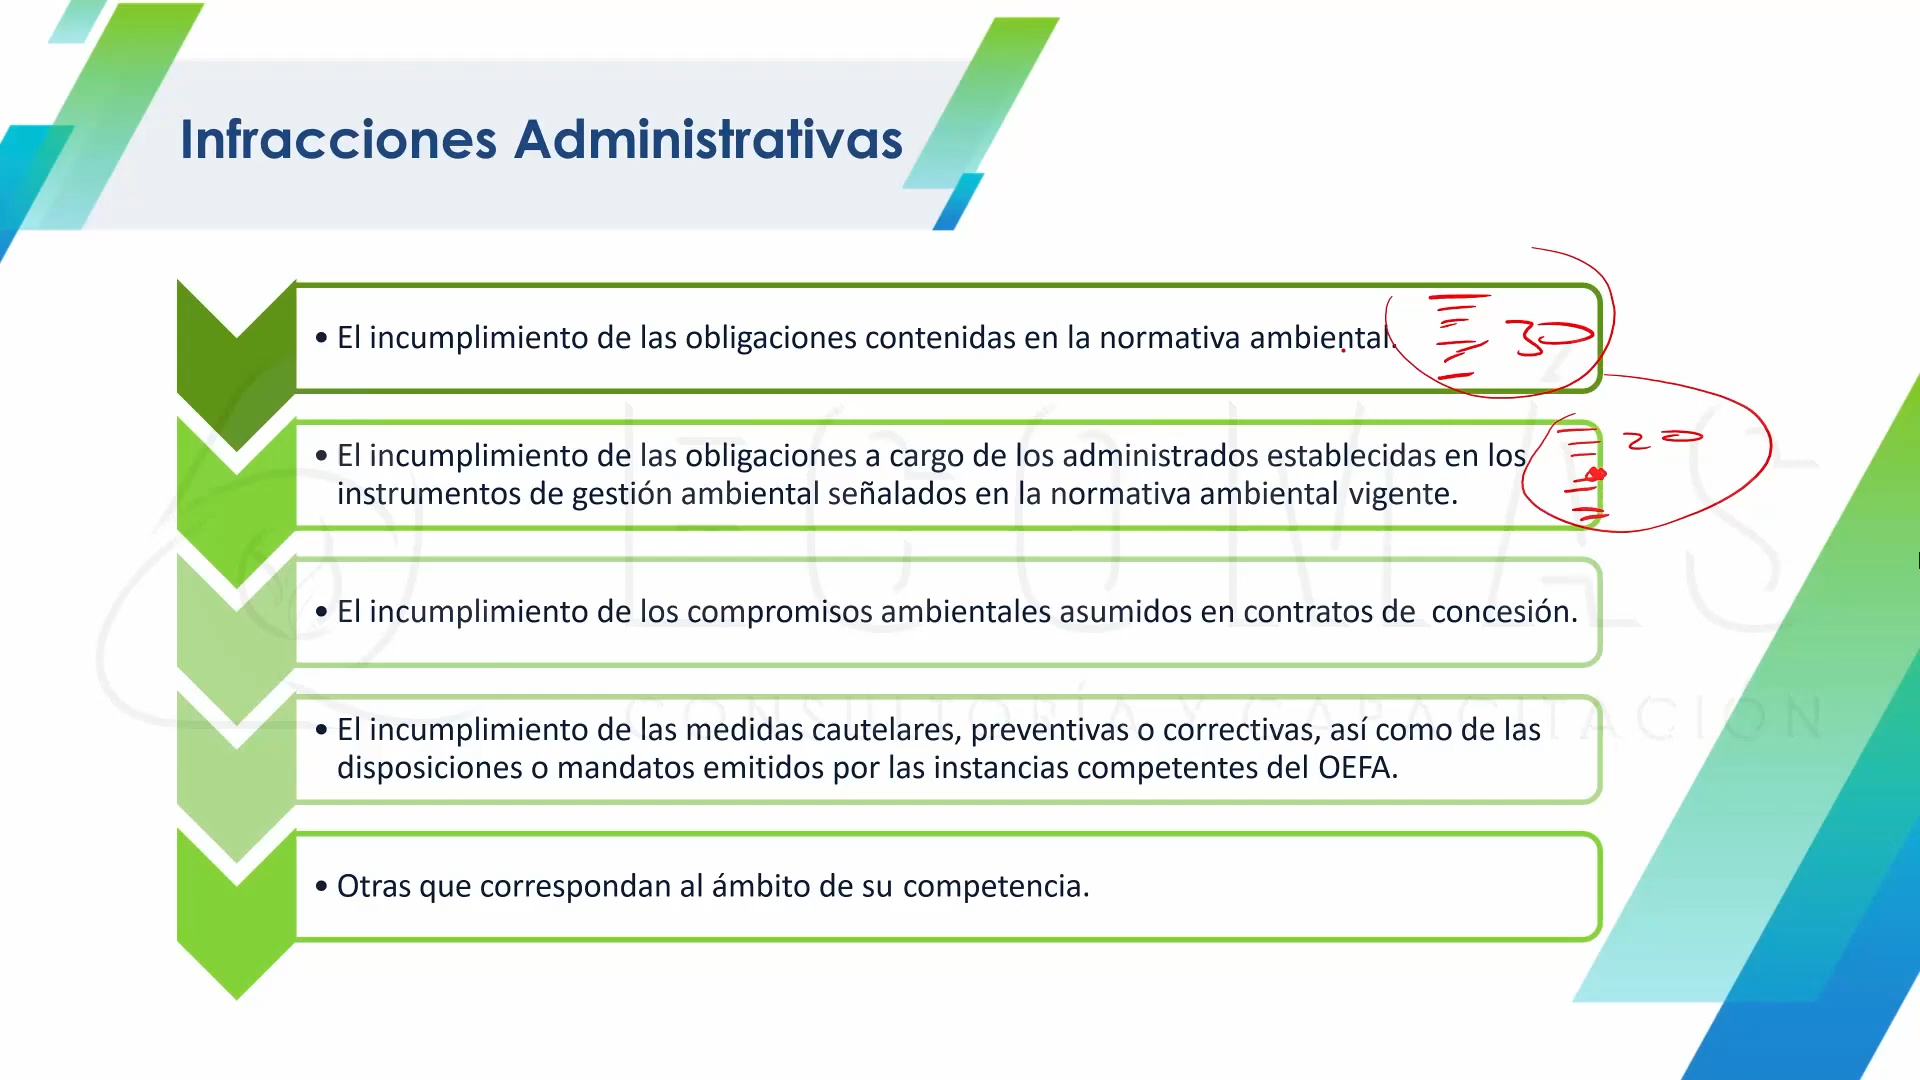 Infracciones Administrativas
• El incumplimiento de las obligaciones contenidas en la normativa ambiental.
30
• El incumplimiento de las obligaciones a cargo de los administrados establecidas en los
instrumentos de gestión ambiental señalados en la normativa ambiental vigente.
20
• El incumplimiento de los compromisos ambientales asumidos en contratos de concesión.
• El incumplimiento de las medidas cautelares, preventivas o correctivas, así como de las
disposiciones o mandatos emitidos por las instancias competentes del OEFA.
• Otras que correspondan al ámbito de su competencia.
ECOMÁS
CONSULTORÍA Y CAPACITACIÓN